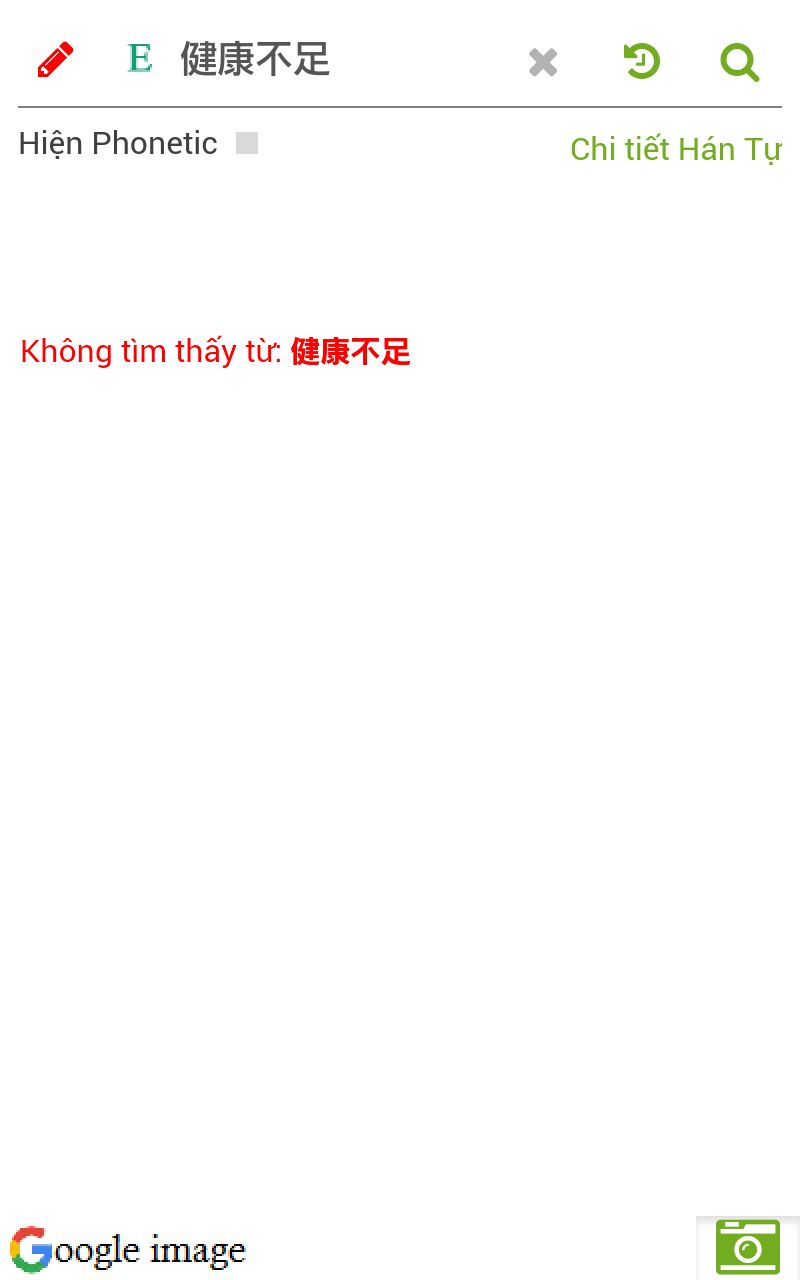 E 健康不足
Hiện Phonetic
Chi tiết Hán Tự
Không tìm thấy từ: 健康不足
Google image